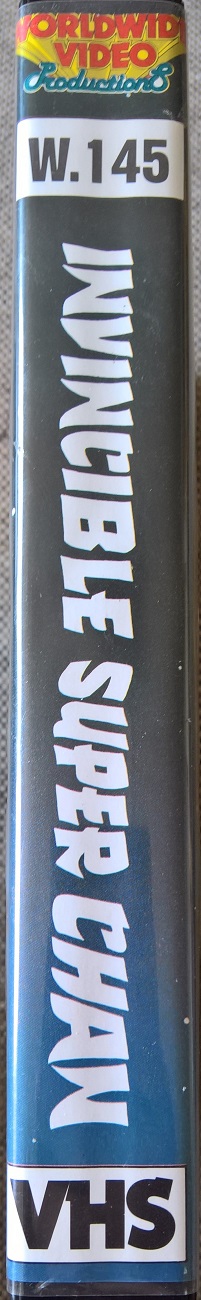 WORLDWIDE
VIDEO
Productions
W.145
INVINCIBLE SUPER CHAN
VHS